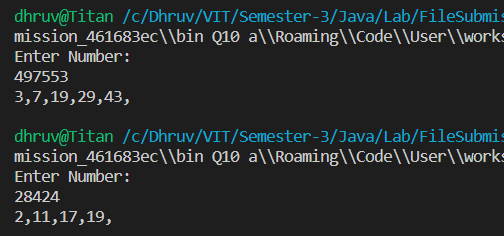 dhruv@Titan /c/Dhruv/VIT/Semester-3/Java/Lab/FileSubmis
mission_461683ec\\bin Q10 a\\Roaming\\Code\\User\\works
Enter Number:
497553
3,7,19,29,43,
dhruv@Titan /c/Dhruv/VIT/Semester-3/Java/Lab/FileSubmis
mission_461683ec\\bin Q10 a\\Roaming\\Code\\User\\works
Enter Number:
28424
2,11,17,19,